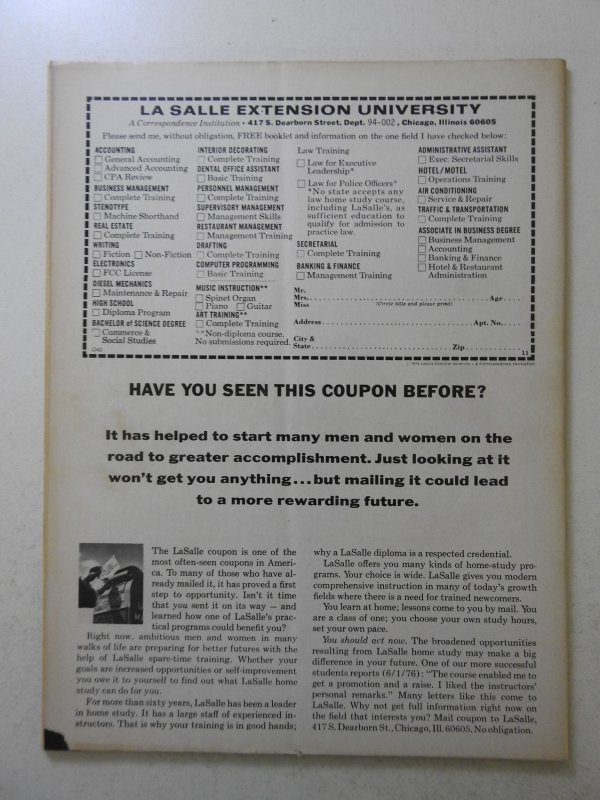 LA SALLE EXTENSION UNIVERSITY
A Correspondence Institution • 417 S. Dearborn Street, Dept. 94-002, Chicago, Illinois 60605
Please send me, without obligation, FREE booklet and information on the one field I have checked below:
ACCOUNTING
General Accounting
Advanced Accounting
CPA Review
BUSINESS MANAGEMENT
Complete Training
STENOTYPE
Machine Shorthand
REAL ESTATE
Complete Training
WRITING
Fiction Non-Fiction
ELECTRONICS
FCC License
DIESEL MECHANICS
Maintenance & Repair
HIGH SCHOOL
Diploma Program
BACHELOR of SCIENCE DEGREE
Commerce &
Social Studies
INTERIOR DECORATING
Complete Training
DENTAL OFFICE ASSISTANT
Basic Training
PERSONNEL MANAGEMENT
Complete Training
SUPERVISORY MANAGEMENT
Management Skills
RESTAURANT MANAGEMENT
Management Training
DRAFTING
Complete Training
COMPUTER PROGRAMMING
Basic Training
MUSIC INSTRUCTION**
Spinet Organ
Piano Guitar
ART TRAINING**
Complete Training
**Non-diploma course.
No submissions required.
Law Training
Law for Executive
Leadership*
Law for Police Officers*
*No state accepts any
law home study course,
including LaSalle's, as
sufficient education to
qualify for admission to
practice law.
SECRETARIAL
Complete Training
BANKING & FINANCE
Management Training
ADMINISTRATIVE ASSISTANT
Exec. Secretarial Skills
HOTEL/MOTEL
Operations Training
AIR CONDITIONING
Service & Repair
TRAFFIC & TRANSPORTATION
Complete Training
ASSOCIATE IN BUSINESS DEGREE
Business Management
Accounting
Banking & Finance
Hotel & Restaurant
Administration
Mr.
Mrs. Age
Miss (Circle title and please print)
Address Apt. No.
City &
State Zip 11
HAVE YOU SEEN THIS COUPON BEFORE?
It has helped to start many men and women on the
road to greater accomplishment. Just looking at it
won't get you anything...but mailing it could lead
to a more rewarding future.
The LaSalle coupon is one of the
most often-seen coupons in Ameri-
ca. To many of those who have al-
ready mailed it, it has proved a first
step to opportunity. Isn't it time
that you sent it on its way — and
learned how one of LaSalle's prac-
tical programs could benefit you?
Right now, ambitious men and women in many
walks of life are preparing for better futures with the
help of LaSalle spare-time training. Whether your
goals are increased opportunities or self-improvement
you owe it to yourself to find out what LaSalle home
study can do for you.
For more than sixty years, LaSalle has been a leader
in home study. It has a large staff of experienced in-
structors. That is why your training is in good hands;
why a LaSalle diploma is a respected credential.
LaSalle offers you many kinds of home-study pro-
grams. Your choice is wide. LaSalle gives you modern
comprehensive instruction in many of today's growth
fields where there is a need for trained newcomers.
You learn at home; lessons come to you by mail. You
are a class of one; you choose your own study hours,
set your own pace.
You should act now. The broadened opportunities
resulting from LaSalle home study may make a big
difference in your future. One of our more successful
students reports (6/1/76): "The course enabled me to
get a promotion and a raise. I liked the instructors'
personal remarks." Many letters like this come to
LaSalle. Why not get full information right now on
the field that interests you? Mail coupon to LaSalle,
417 S. Dearborn St., Chicago, Ill. 60605. No obligation.